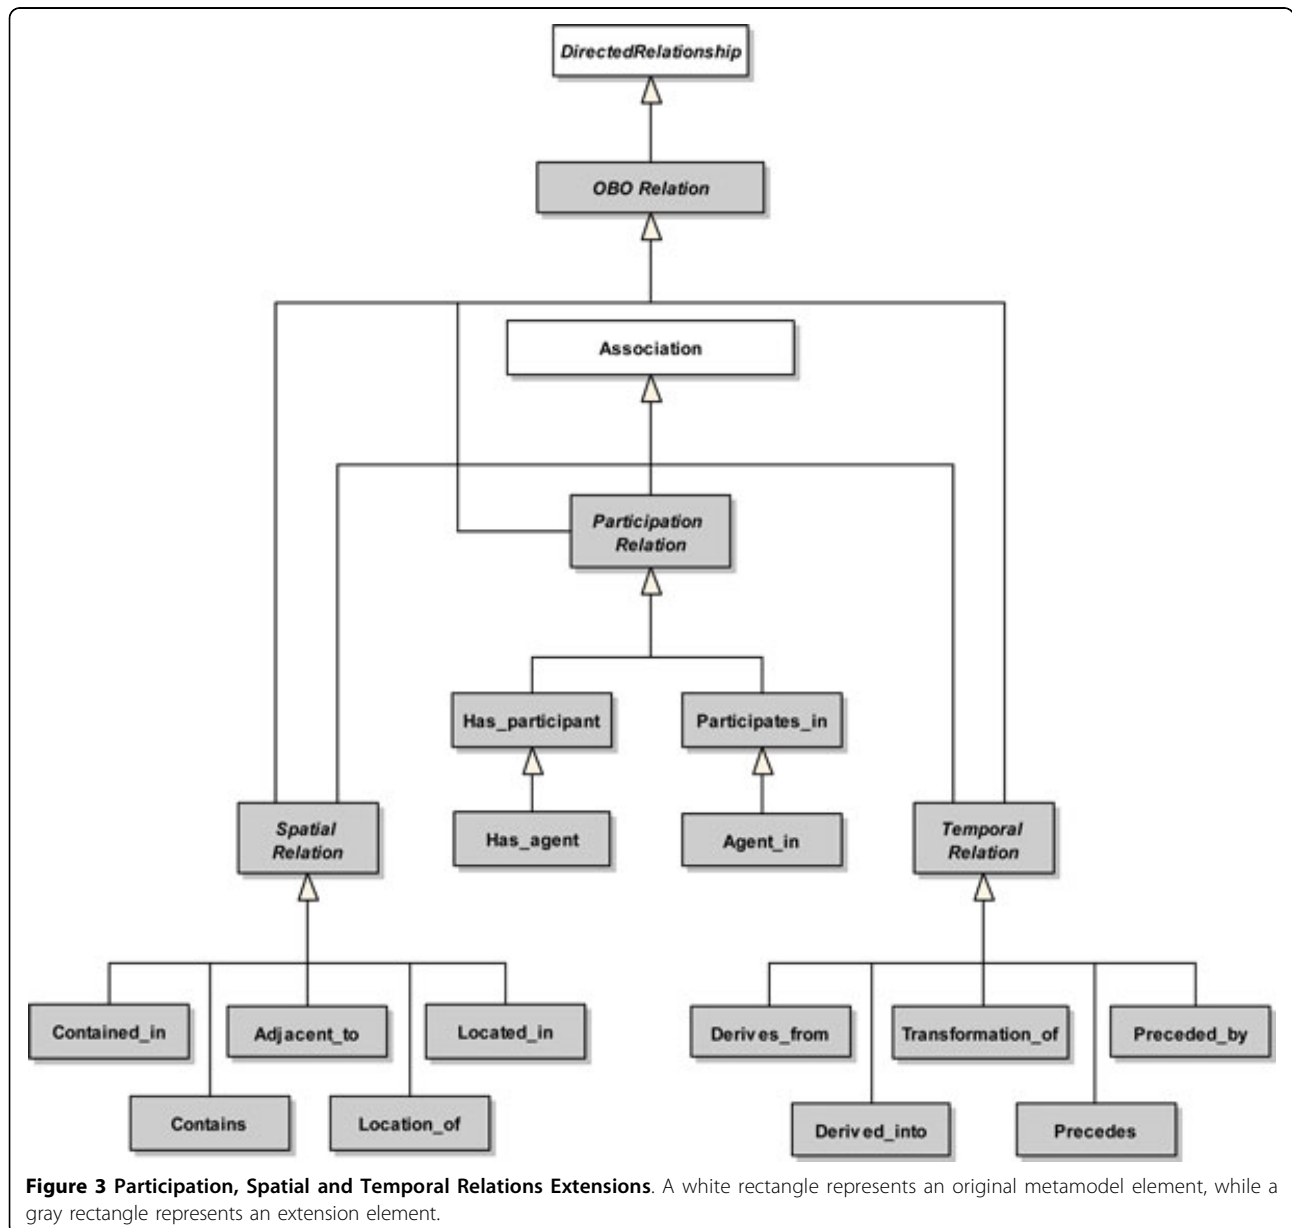 DirectedRelationship
OBO Relation
Association
Participation
Relation
Has_participant
Participates_in
Has_agent
Agent_in
Spatial
Relation
Temporal
Relation
Contained_in
Adjacent_to
Located_in
Contains
Location_of
Derives_from
Transformation_of
Preceded_by
Derived_into
Precedes
Figure 3 Participation, Spatial and Temporal Relations Extensions. A white rectangle represents an original metamodel element, while a
gray rectangle represents an extension element.